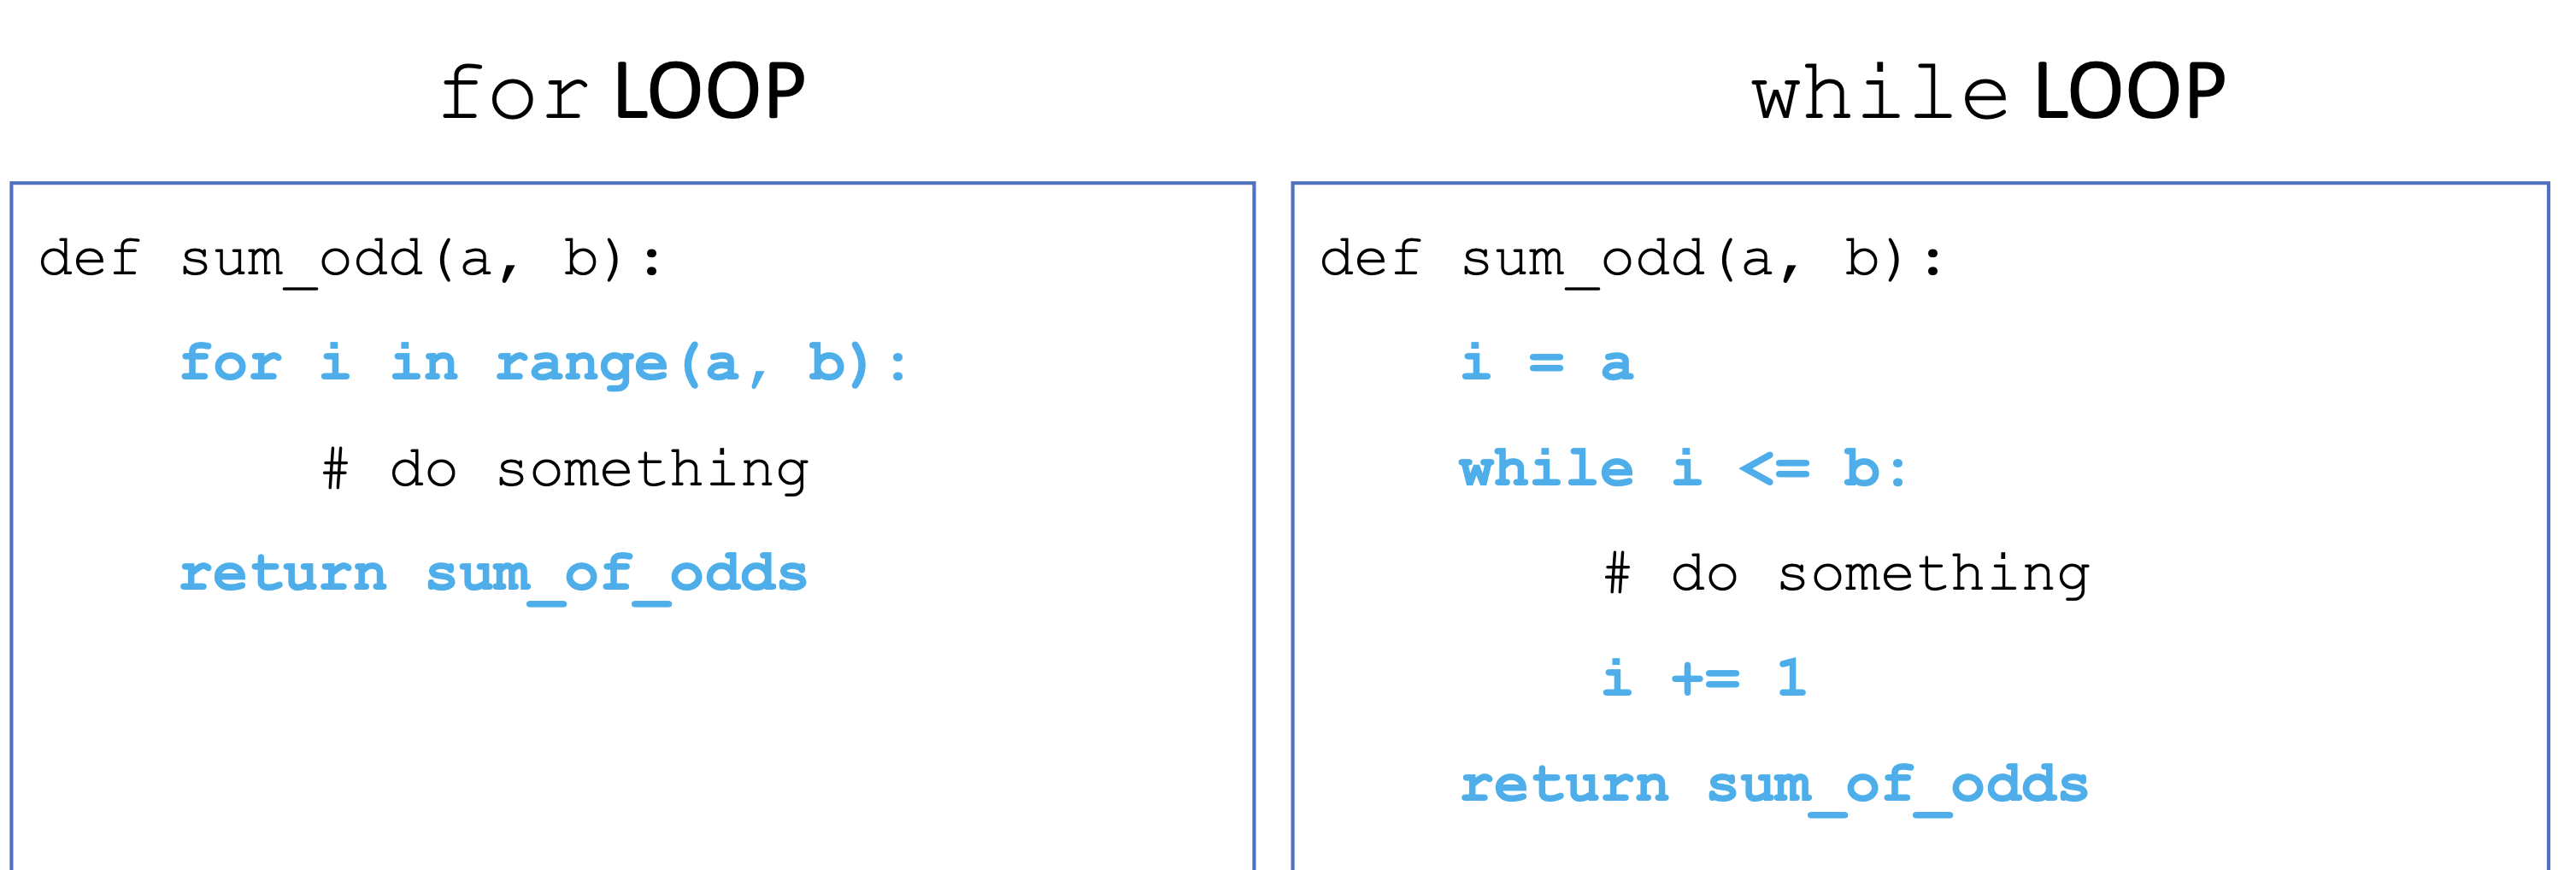 for LOOP
def sum_odd(a, b):
    for i in range(a, b):
        # do something
    return sum_of_odds
while LOOP
def sum_odd(a, b):
    i = a
    while i <= b:
        # do something
        i += 1
    return sum_of_odds